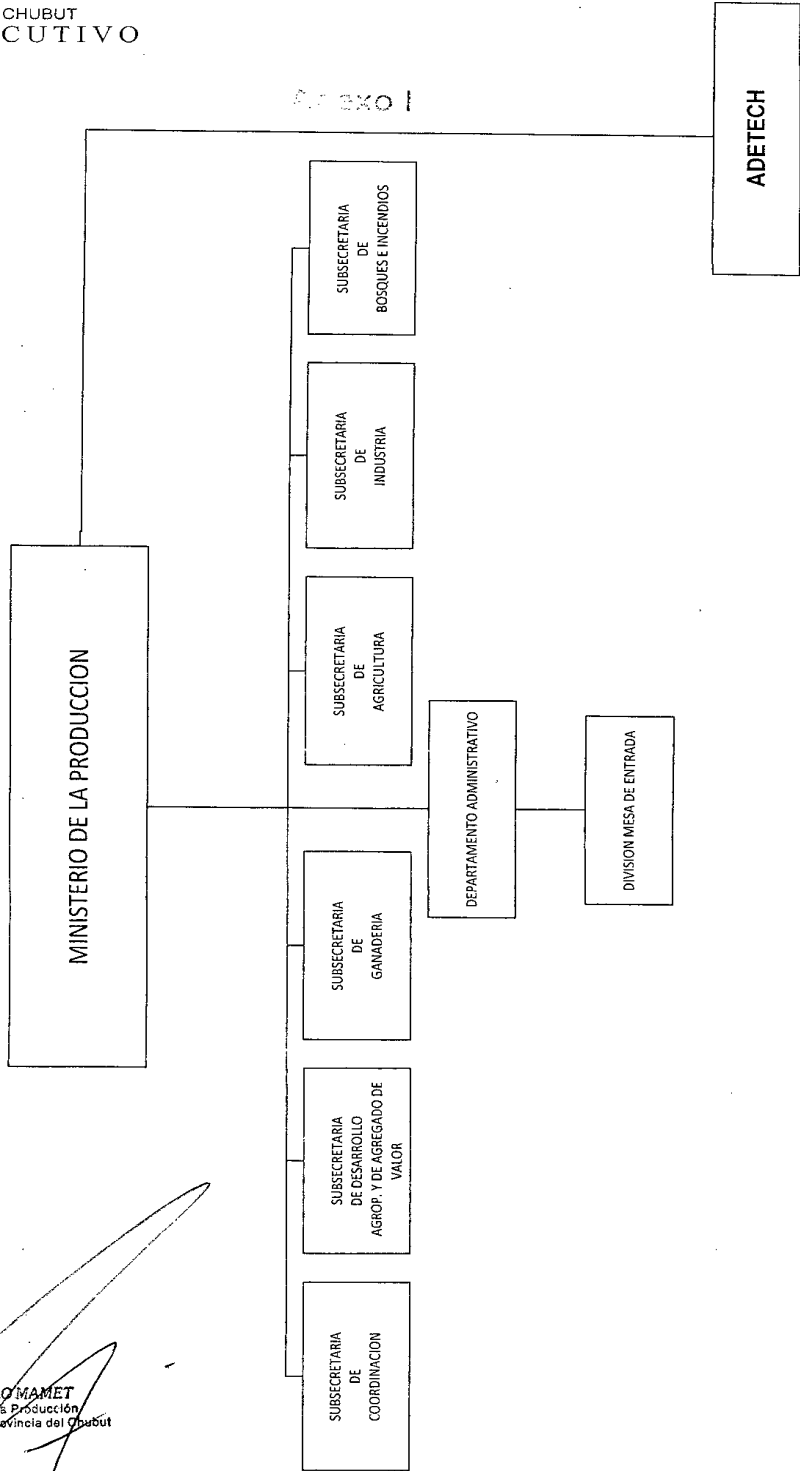 CHUBUT
CUTIVO
exo I
MINISTERIO DE LA PRODUCCION
SUBSECRETARIA
DE
COORDINACION
SUBSECRETARIA
DE DESARROLLO
AGROP. Y DE AGREGADO DE
VALOR
SUBSECRETARIA
DE
GANADERIA
SUBSECRETARIA
DE
AGRICULTURA
SUBSECRETARIA
DE
INDUSTRIA
SUBSECRETARIA
DE
BOSQUES E INCENDIOS
DEPARTAMENTO ADMINISTRATIVO
DIVISION MESA DE ENTRADA
ADETECH
O MAMET
a Producción
ovincia del Chubut